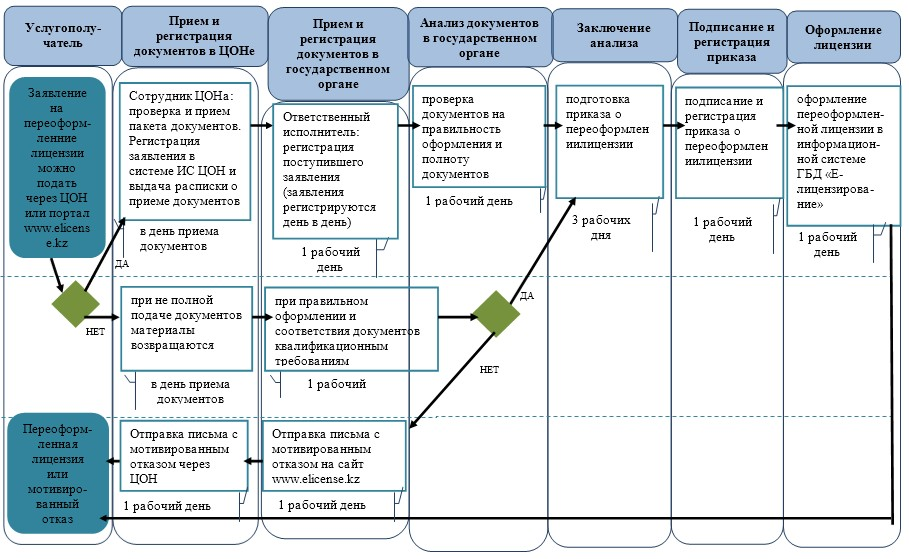 Услугополу-
чатель
Прием и
регистрация
документов в ЦОНе
Прием и
регистрация
документов в
государственном
органе
Анализ документов
в государственном
органе
Заключение
анализа
Подписание и
регистрация
приказа
Оформление
лицензии
Заявление
на
переоформ-
ленние
лицензии
можно
подать
через ЦОН
или портал
www.elicens
e.kz
Сотрудник ЦОНа:
проверка и прием
пакета документов.
Регистрация
заявления в
системе ИС ЦОН и
выдача расписки о
приеме документов
в день приема
документов
Ответственный
исполнитель:
регистрация
поступившего
заявления
(заявления
регистрируются
день в день)
1 рабочий
день
проверка
документов на
правильность
оформления и
полноту
документов
1 рабочий день
подготовка
приказа о
переоформлен
иилицензии
3 рабочих
дня
подписание и
регистрация
приказа о
переоформлен
иилицензии
1 рабочий
день
оформление
переоформлен-
ной лицензии в
информацион-
ной системе
ГБД «Е-
лицензирова-
ние»
1 рабочий
день
ДА
НЕТ
при не полной
подаче документов
материалы
возвращаются
в день приема
документов
при правильном
оформлении и
соответствия документов
квалификационным
требованиям
1 рабочий
ДА
НЕТ
Переоформ-
ленная
лицензия
или
мотивиро-
ванный
отказ
Отправка письма с
мотивированным
отказом через
ЦОН
1 рабочий день
Отправка письма с
мотивированным
отказом на сайт
www.elicense.kz
1 рабочий день